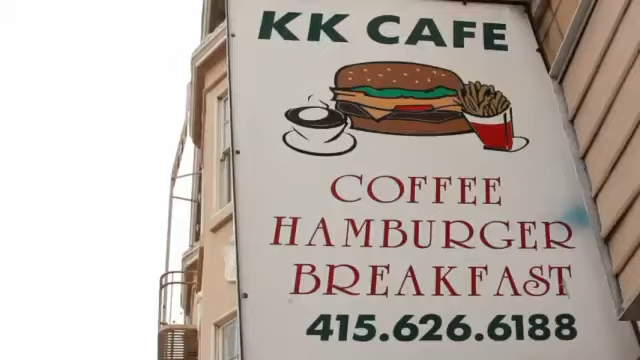 KK CAFE
COFFEE
HAMBURGER
BREAKFAST
415.626.6188